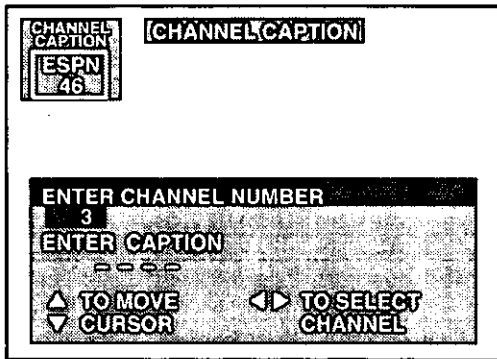 CHANNEL
CAPTION
ESPN
46
CHANNEL CAPTION
ENTER CHANNEL NUMBER
3
ENTER CAPTION
– – – –
△ TO MOVE
▽ CURSOR
◁ ▷ TO SELECT
CHANNEL